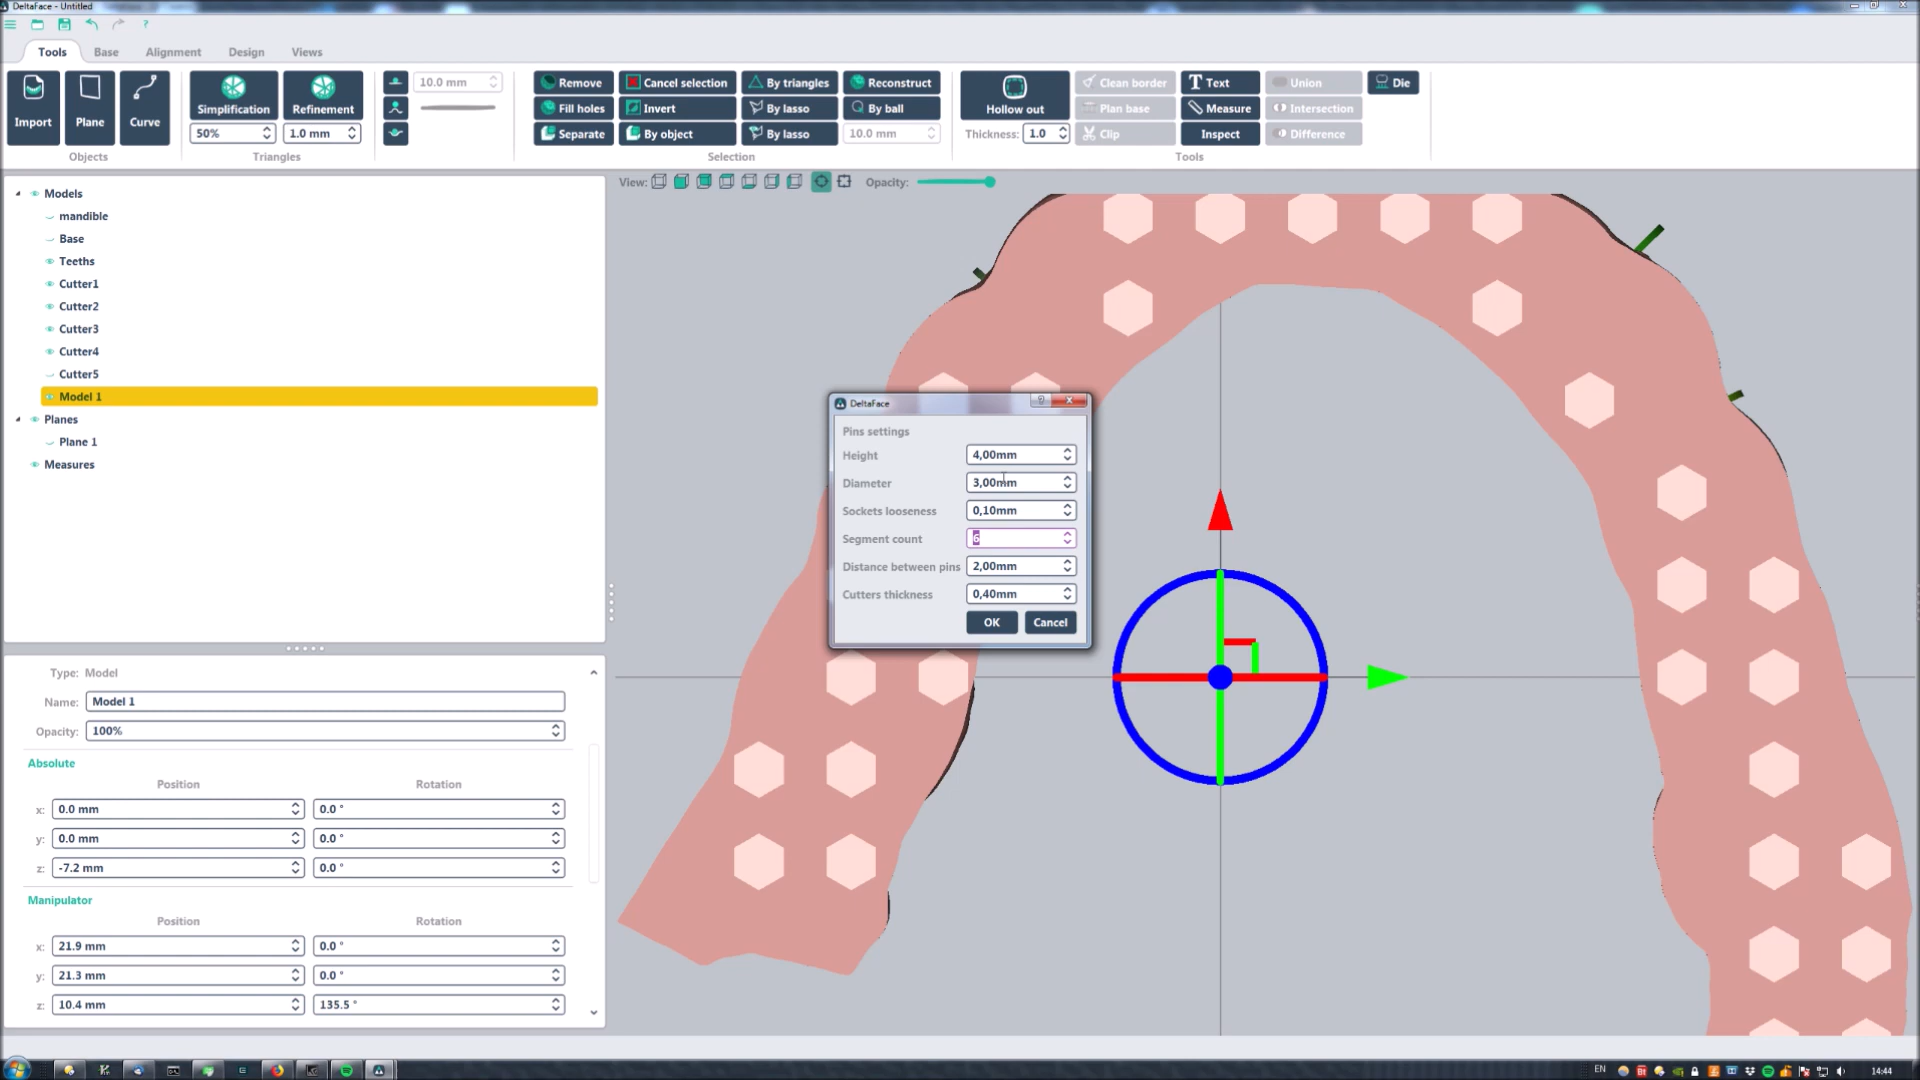 DeltaFace - Untitled
?
Tools Base Alignment Design Views
Import Plane Curve
Objects
Simplification Refinement
50% 1.0 mm
Triangles
10.0 mm
Remove Cancel selection By triangles Reconstruct
Fill holes Invert By lasso By ball
Separate By object By lasso 10.0 mm
Selection
Hollow out
Thickness: 1.0
Clean border Text Union Die
Plan base Measure Intersection
Clip Inspect Difference
Tools
View: Opacity:
Models
mandible
Base
Teeths
Cutter1
Cutter2
Cutter3
Cutter4
Cutter5
Model 1
Planes
Plane 1
Measures
DeltaFace
Pins settings
Height 4,00mm
Diameter 3,00mm
Sockets looseness 0,10mm
Segment count 6
Distance between pins 2,00mm
Cutters thickness 0,40mm
OK Cancel
Type: Model
Name: Model 1
Opacity: 100%
Absolute
Position Rotation
x: 0.0 mm 0.0 °
y: 0.0 mm 0.0 °
z: -7.2 mm 0.0 °
Manipulator
Position Rotation
x: 21.9 mm 0.0 °
y: 21.3 mm 0.0 °
z: 10.4 mm 135.5 °
EN 14:44